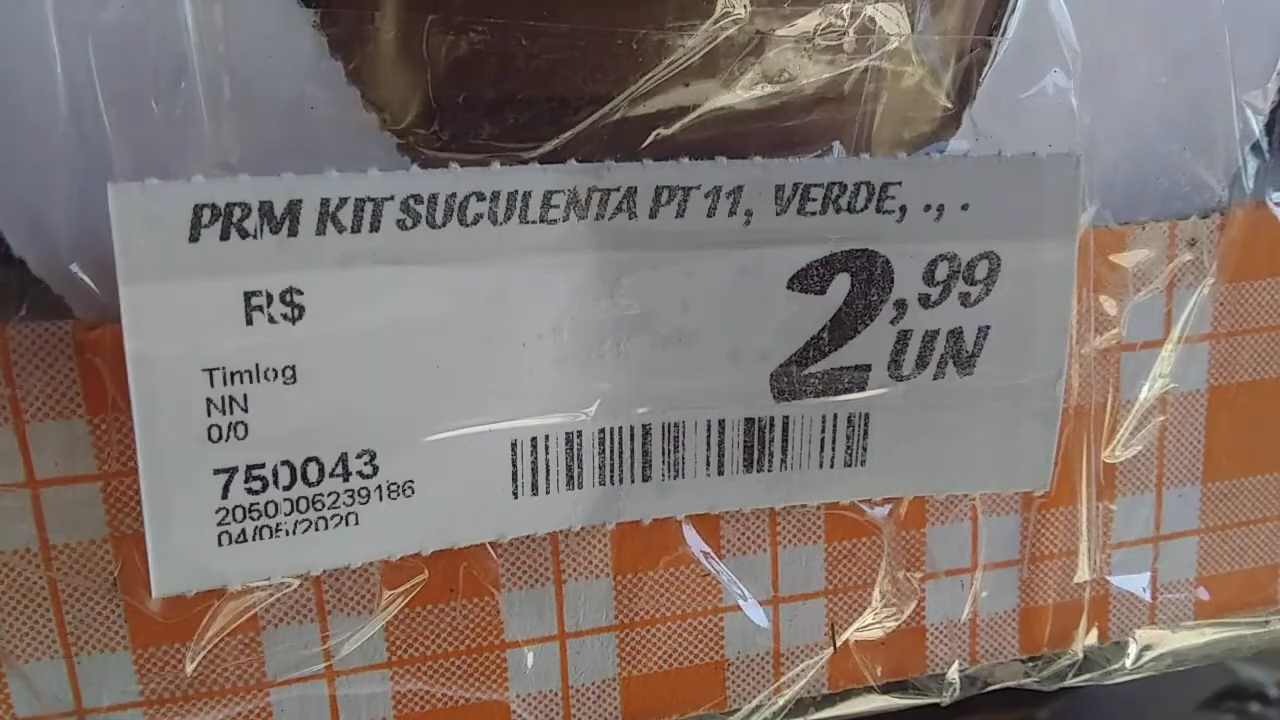 PRM KIT SUCULENTA PT 11, VERDE, ., .
R$
2,99
UN
Timlog
NN
0/0
750043
2050006239186
04/05/2020